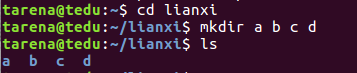 tarena@tedu:~$ cd lianxi
tarena@tedu:~/lianxi$ mkdir a b c d
tarena@tedu:~/lianxi$ ls
a  b  c  d